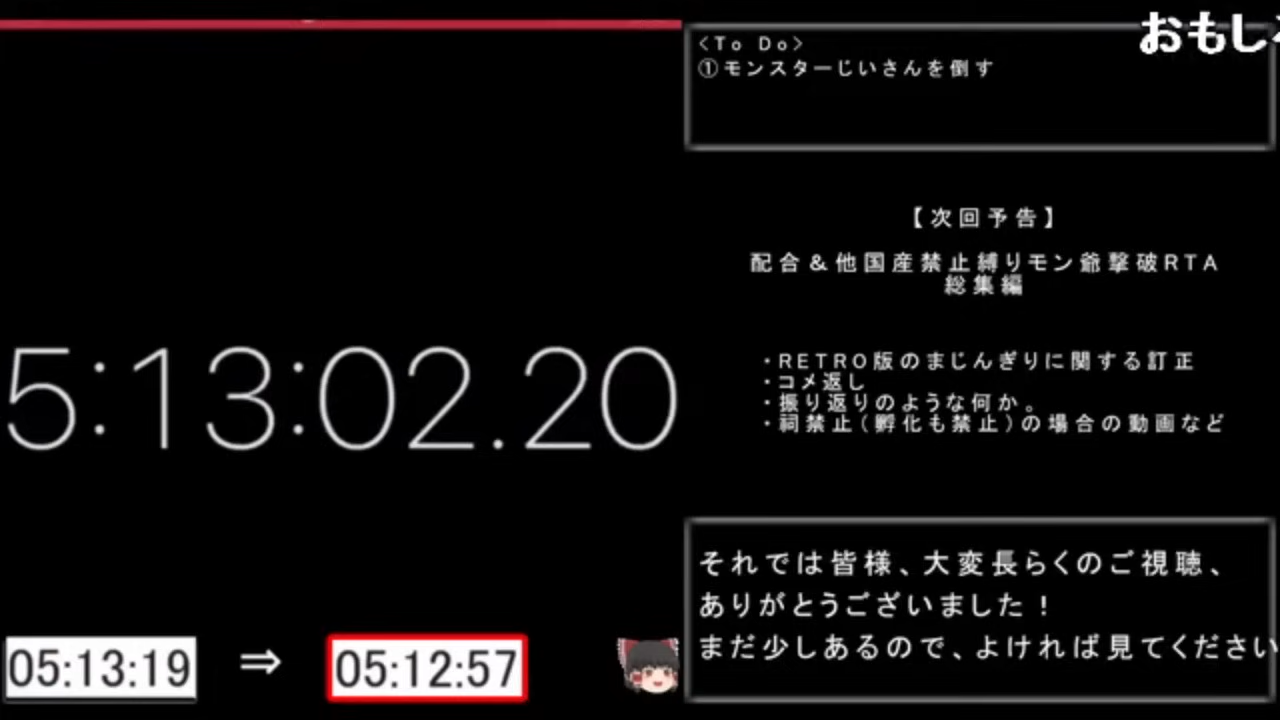 おもし
<To Do>
①モンスターじいさんを倒す
【次回予告】
配合&他国産禁止縛りモン爺撃破RTA
総集編
・RETRO版のまじんぎりに関する訂正
・コメ返し
・振り返りのような何か。
・祠禁止(孵化も禁止)の場合の動画など
5:13:02.20
それでは皆様、大変長らくのご視聴、
ありがとうございました!
まだ少しあるので、よければ見てください
05:13:19 ⇒ 05:12:57